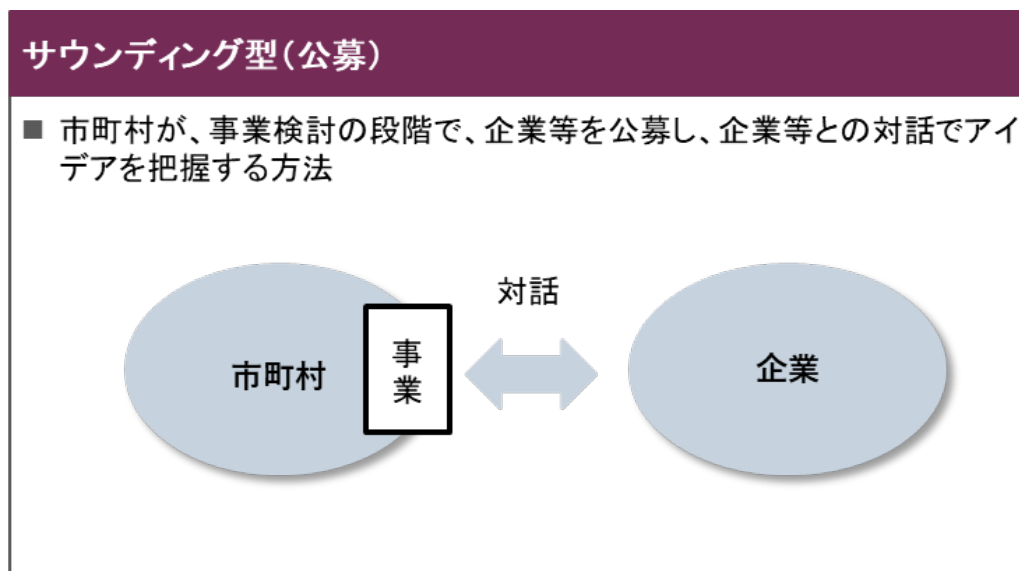 サウンディング型（公募）
■ 市町村が、事業検討の段階で、企業等を公募し、企業等との対話でアイ
デアを把握する方法
対話
市町村
事業
企業